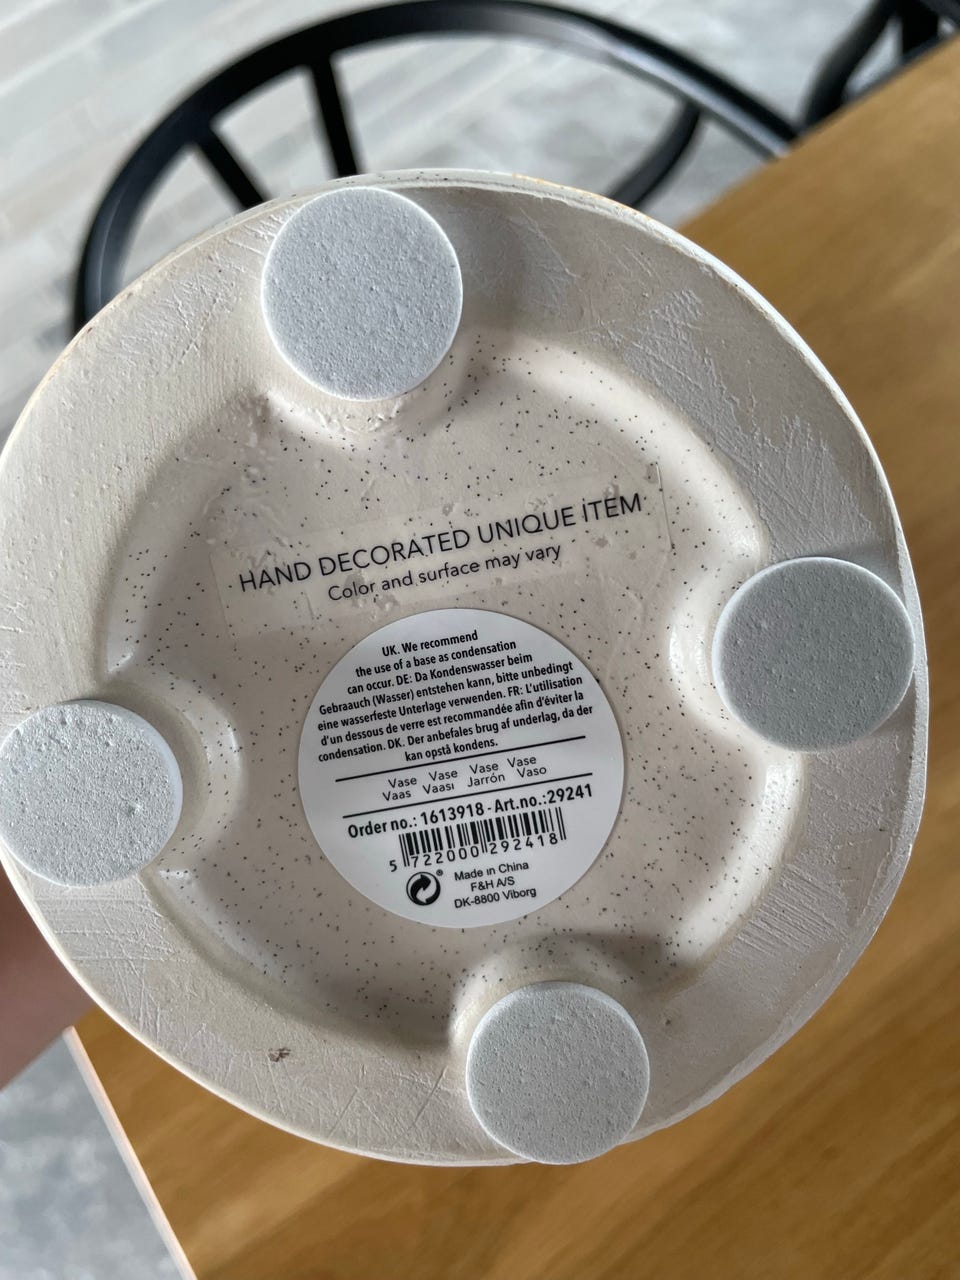 HAND DECORATED UNIQUE ITEM
Color and surface may vary
UK. We recommend
the use of a base as condensation
can occur. DE: Da Kondenswasser beim
Gebraauch (Wasser) entstehen kann, bitte unbedingt
eine wasserfeste Unterlage verwenden. FR: L'utilisation
d'un dessous de verre est recommandée afin d'éviter la
condensation. DK. Der anbefales brug af underlag, da der
kan opstå kondens.
Vase Vase Vase Vase
Vaas Vaasi Jarrón Vaso
Order no.: 1613918 - Art.no.:29241
5 722000 292418
Made in China
F&H A/S
DK-8800 Viborg